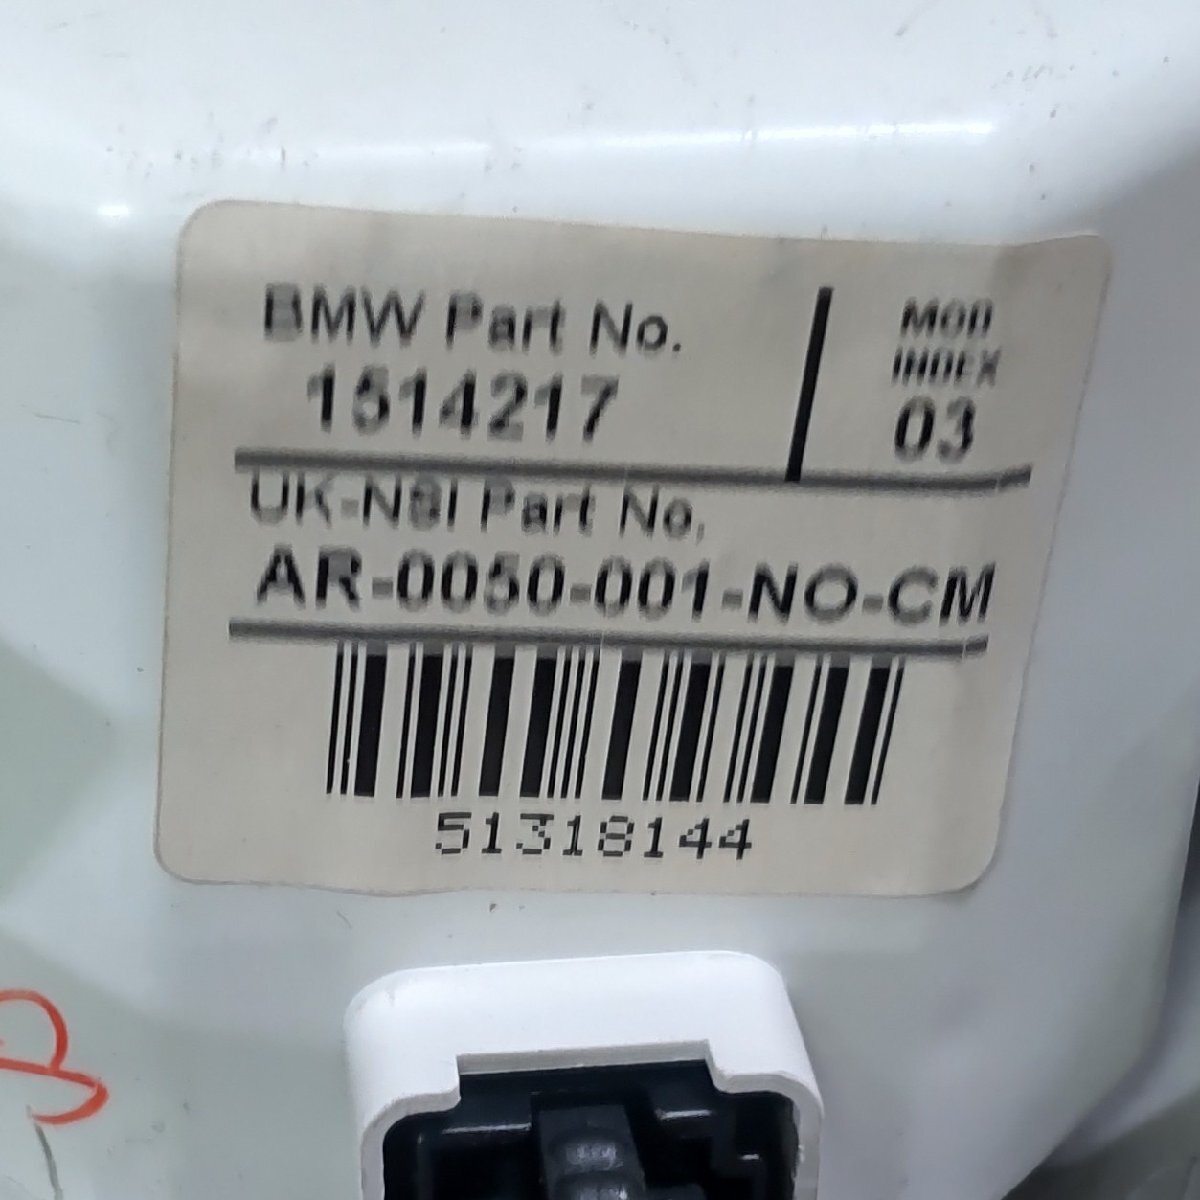 BMW Part No.
1514217
MOD
INDEX
03
UK-NSI Part No.
AR-0050-001-NO-CM
51318144